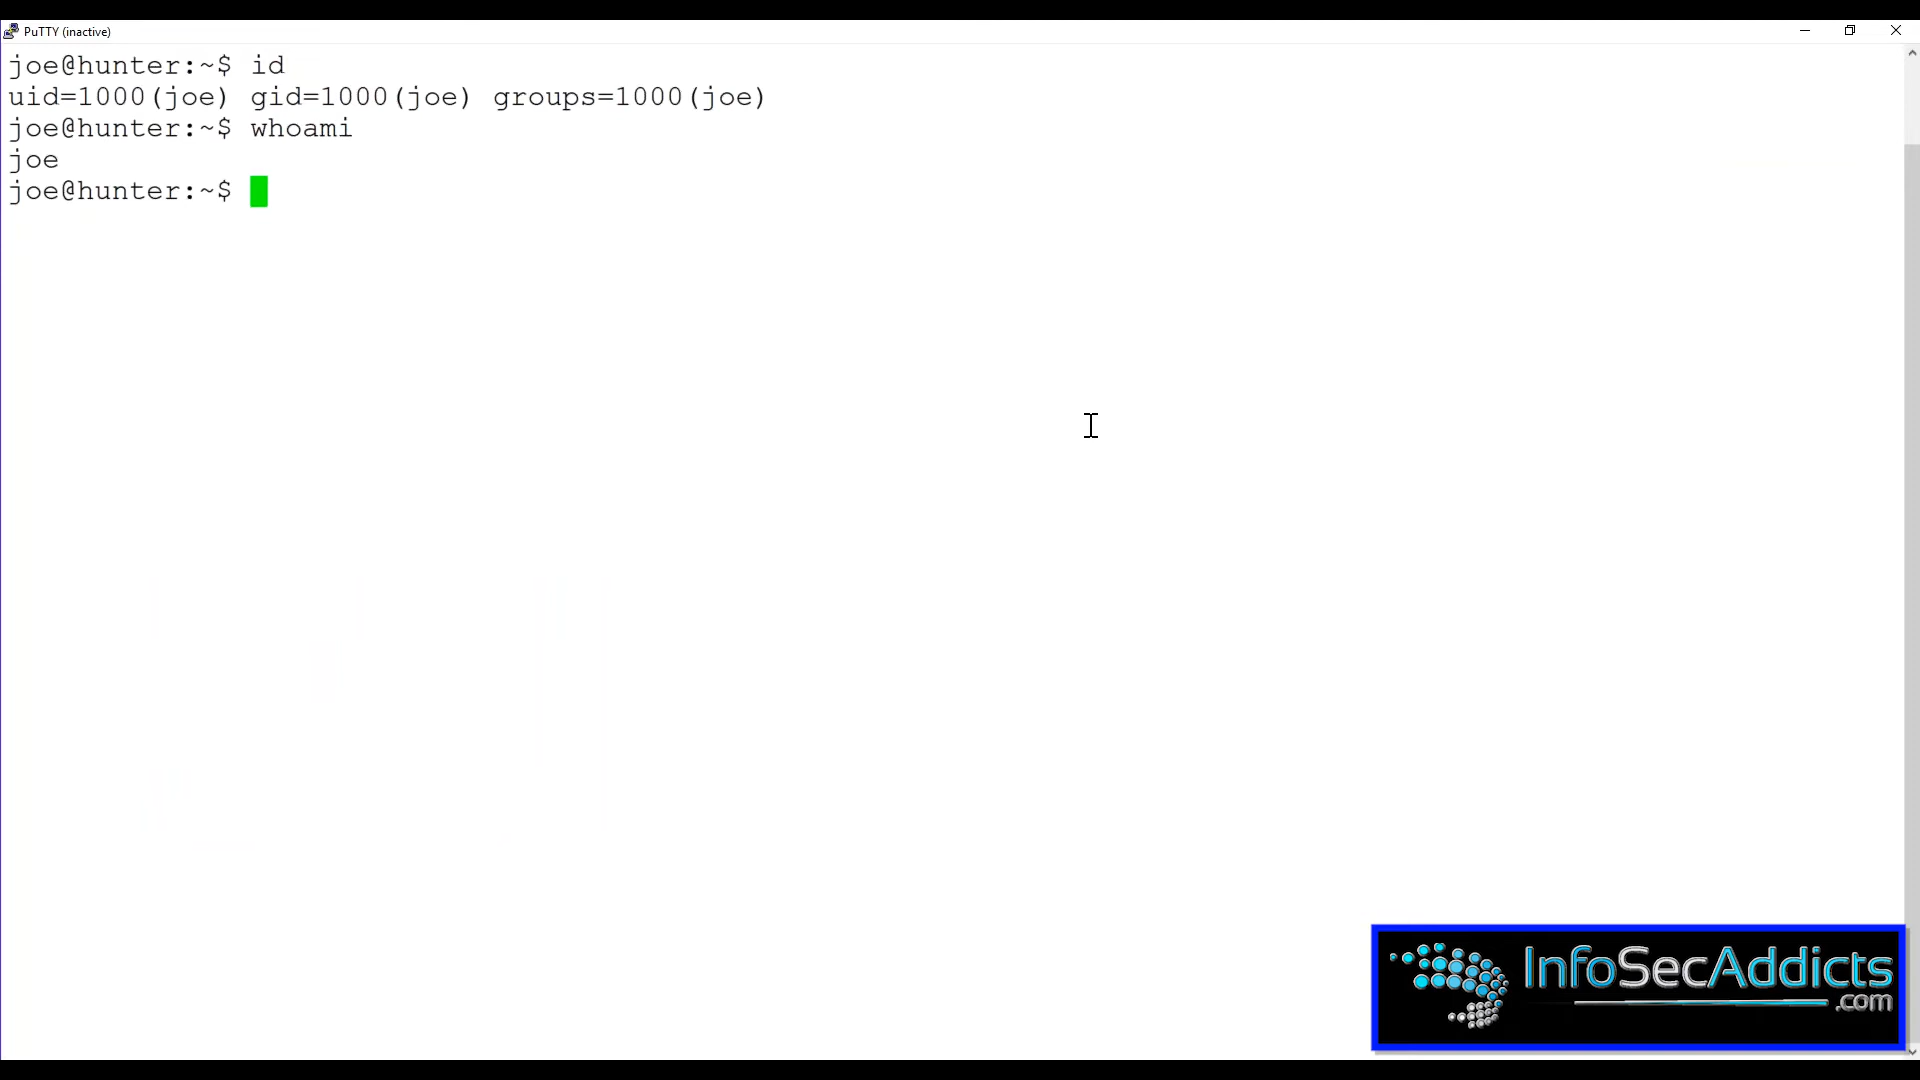 PuTTY (inactive)
joe@hunter:~$ id
uid=1000(joe) gid=1000(joe) groups=1000(joe)
joe@hunter:~$ whoami
joe
joe@hunter:~$
InfoSecAddicts
.com